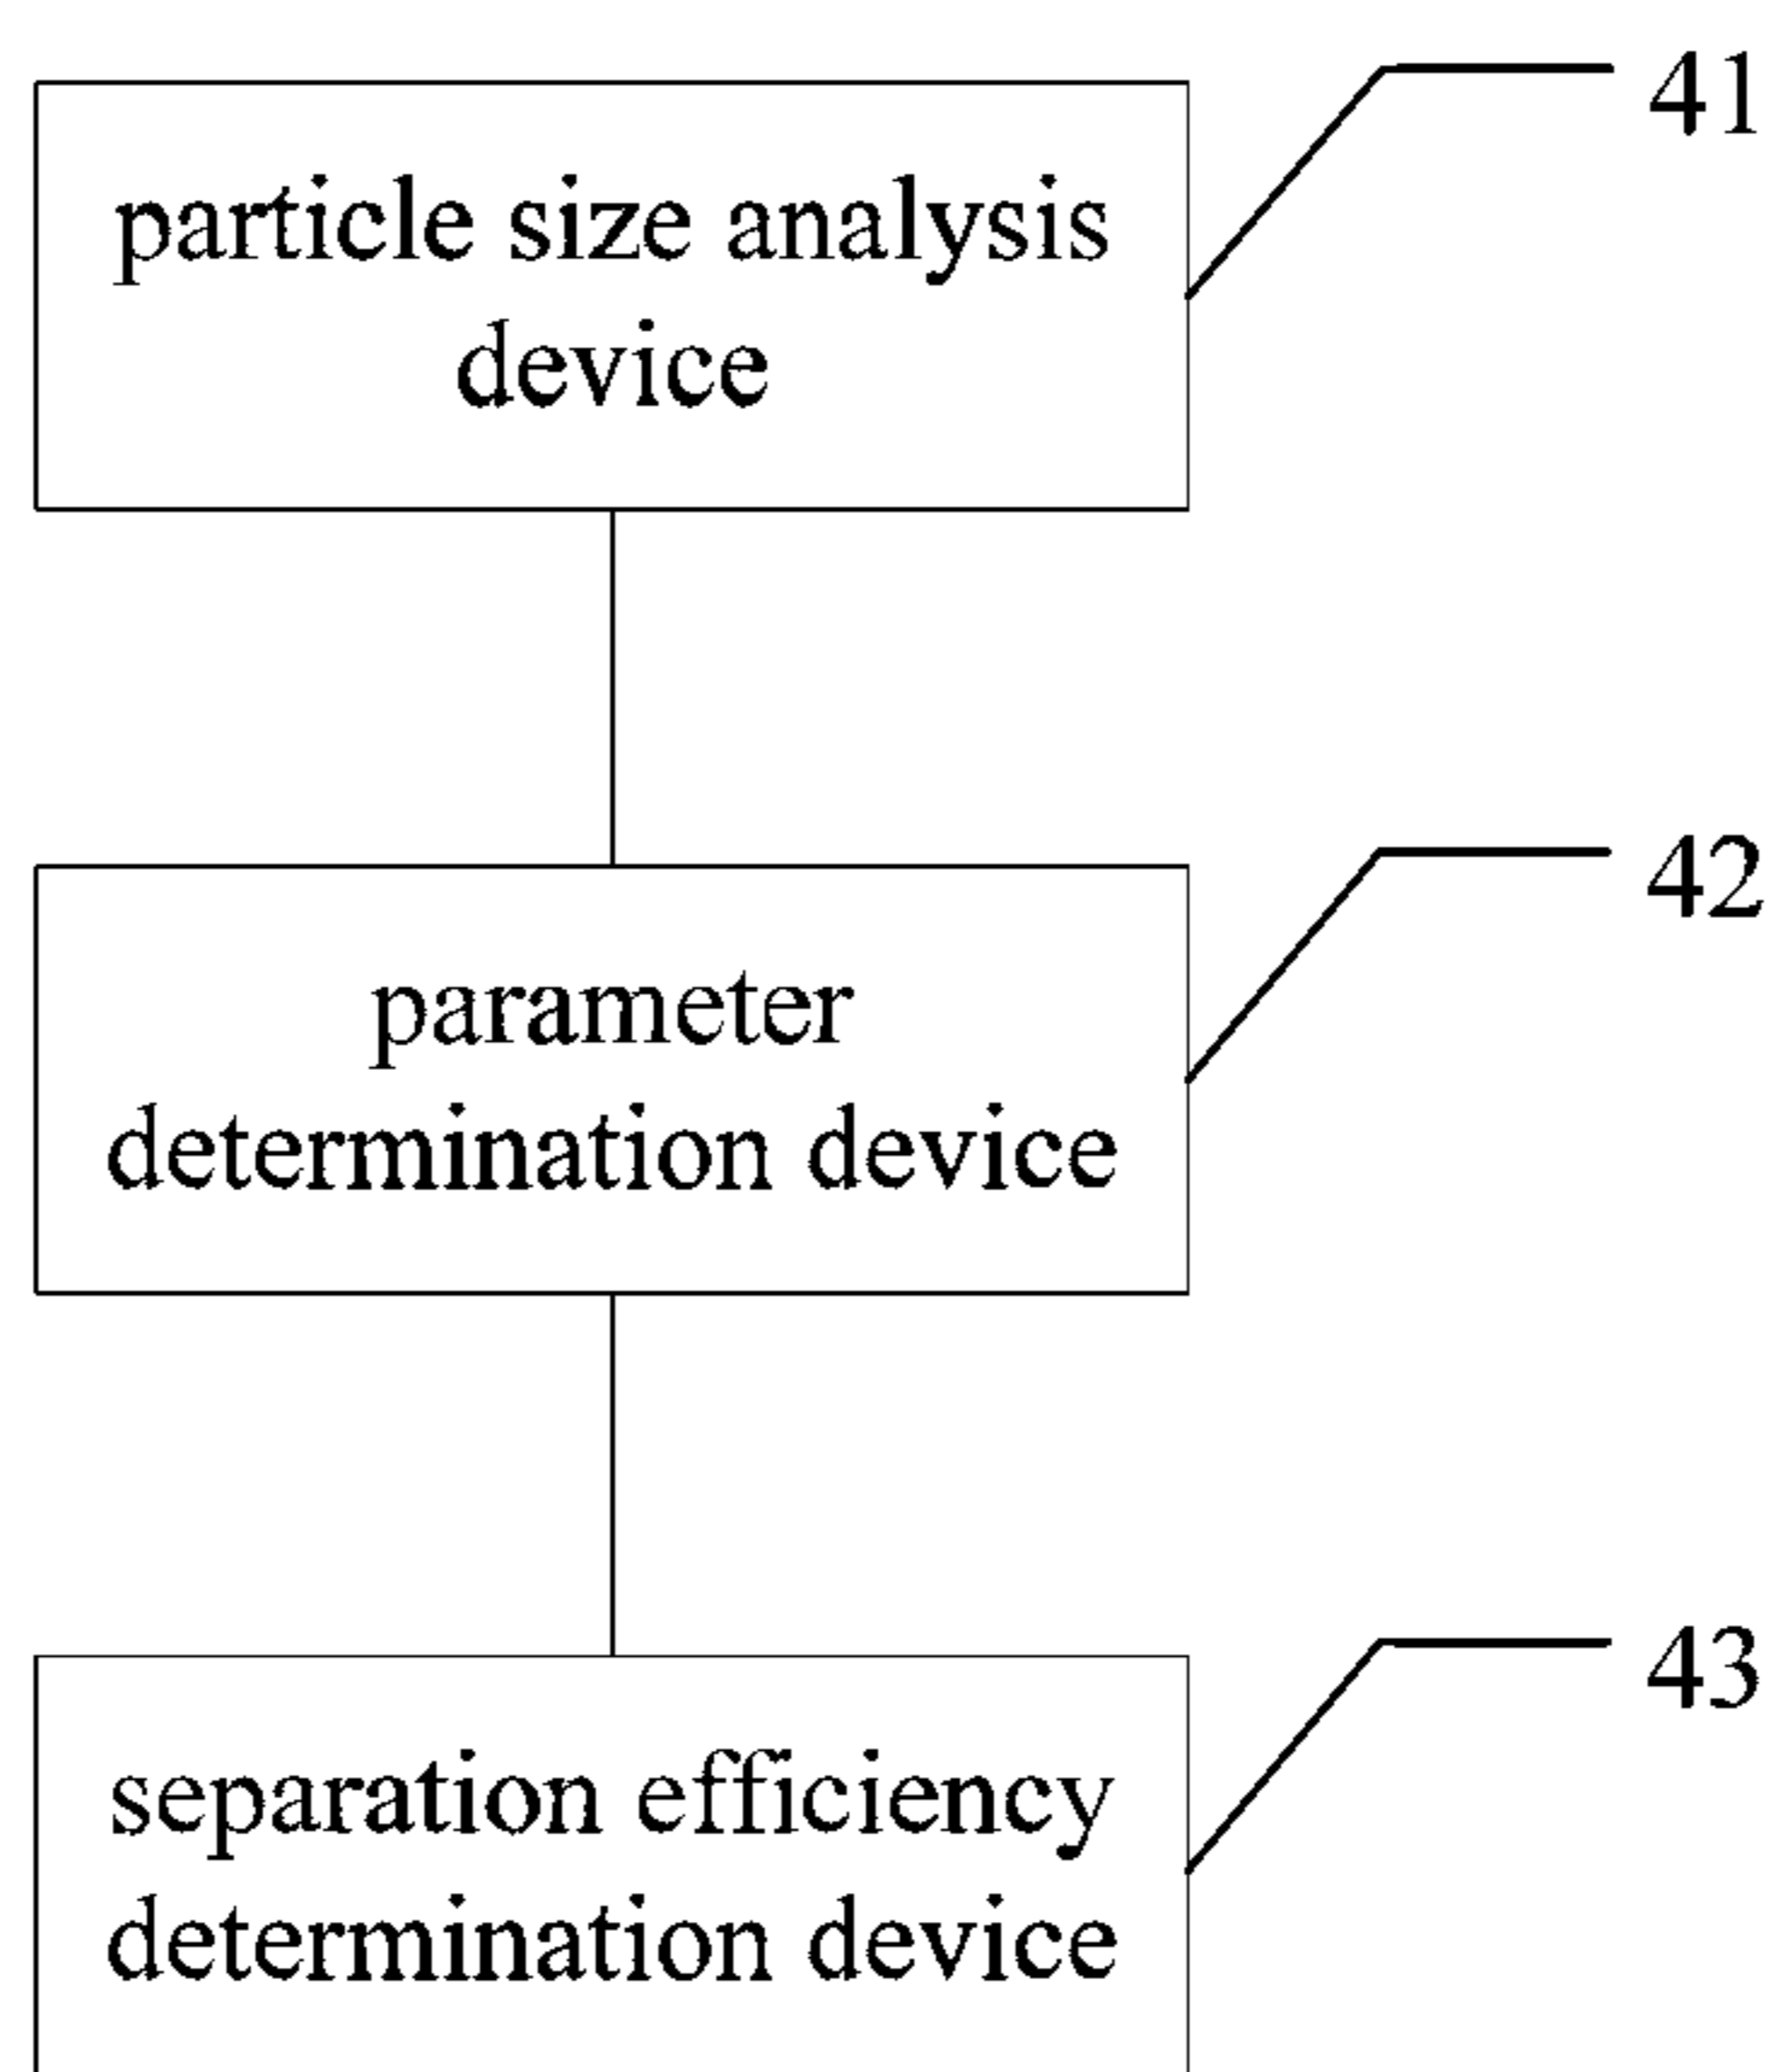 41
particle size analysis
device
42
parameter
determination device
43
separation efficiency
determination device